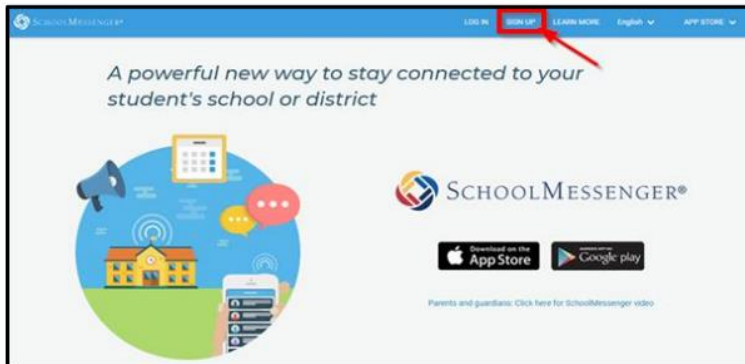 SCHOOLMESSENGER®
LOG IN SIGN UP LEARN MORE English APP STORE
A powerful new way to stay connected to your
student's school or district
SCHOOLMESSENGER®
Download on the
App Store
Google play
Parents and guardians: Click here for SchoolMessenger video